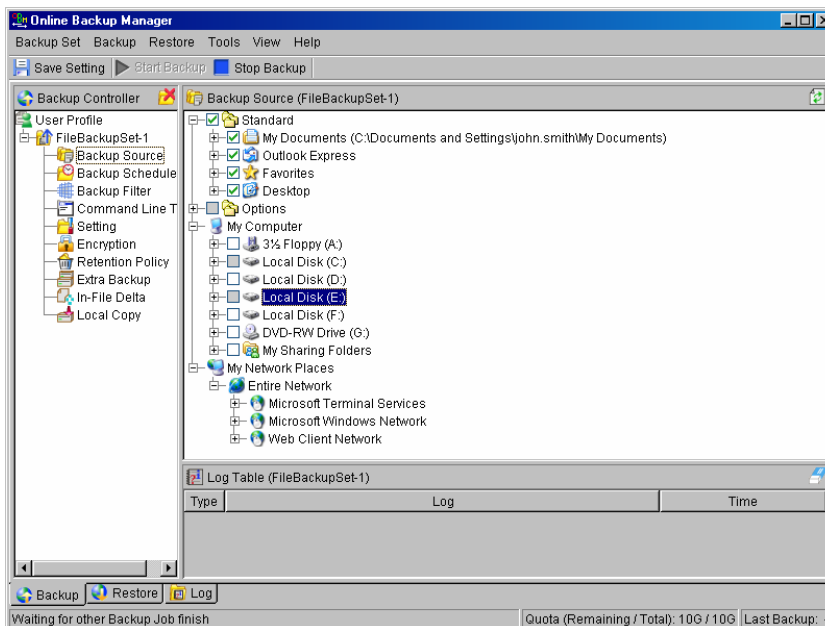 Online Backup Manager
Backup Set Backup Restore Tools View Help
Save Setting Start Backup Stop Backup
Backup Controller
User Profile
FileBackupSet-1
Backup Source
Backup Schedule
Backup Filter
Command Line T
Setting
Encryption
Retention Policy
Extra Backup
In-File Delta
Local Copy
Backup Source (FileBackupSet-1)
Standard
My Documents (C:\Documents and Settings\john.smith\My Documents)
Outlook Express
Favorites
Desktop
Options
My Computer
3½ Floppy (A:)
Local Disk (C:)
Local Disk (D:)
Local Disk (E:)
Local Disk (F:)
DVD-RW Drive (G:)
My Sharing Folders
My Network Places
Entire Network
Microsoft Terminal Services
Microsoft Windows Network
Web Client Network
Log Table (FileBackupSet-1)
Type Log Time
Backup Restore Log
Waiting for other Backup Job finish
Quota (Remaining / Total): 10G / 10G
Last Backup: